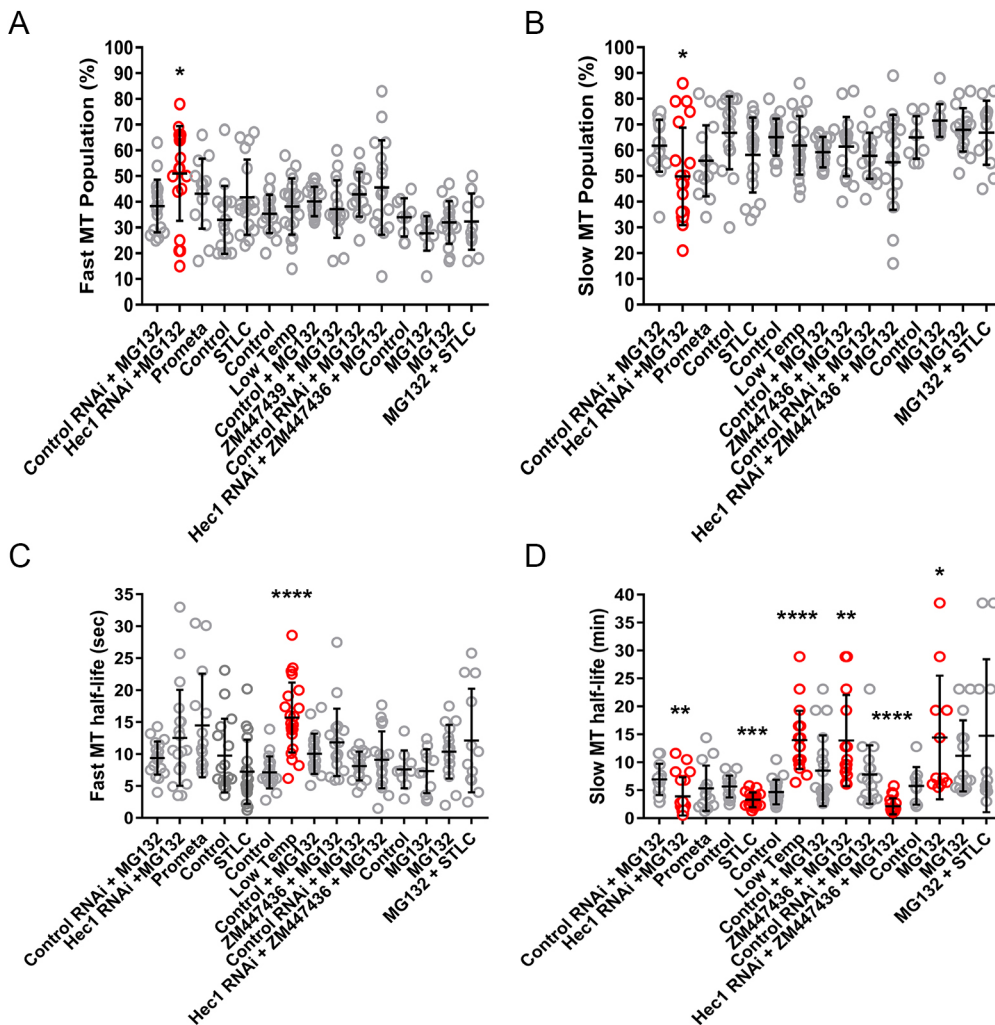 A
Fast MT Population (%)
100
90
80
70
60
50
40
30
20
10
0
*
Control RNAi + MG132
Hec1 RNAi +MG132
Prometa
Control
STLC
Control
Low Temp
Control + MG132
ZM447439 + MG132
Control RNAi + MG132
Hec1 RNAi + ZM447436 + MG132
Control
MG132
MG132
MG132 + STLC
B
Slow MT Population (%)
100
90
80
70
60
50
40
30
20
10
0
*
Control RNAi + MG132
Hec1 RNAi +MG132
Prometa
Control
STLC
Control
Low Temp
Control + MG132
ZM447436 + MG132
Control RNAi + MG132
Hec1 RNAi + ZM447436 + MG132
Control
MG132
MG132
MG132 + STLC
C
Fast MT half-life (sec)
35
30
25
20
15
10
5
0
****
Control RNAi + MG132
Hec1 RNAi +MG132
Prometa
Control
STLC
Control
Low Temp
Control + MG132
ZM447436 + MG132
Control RNAi + MG132
Hec1 RNAi + ZM447436 + MG132
Control
MG132
MG132
MG132 + STLC
D
Slow MT half-life (min)
40
35
30
25
20
15
10
5
0
**
***
****
**
****
*
Control RNAi + MG132
Hec1 RNAi +MG132
Prometa
Control
STLC
Control
Low Temp
Control + MG132
ZM447436 + MG132
Control RNAi + MG132
Hec1 RNAi + ZM447436 + MG132
Control
MG132
MG132
MG132 + STLC